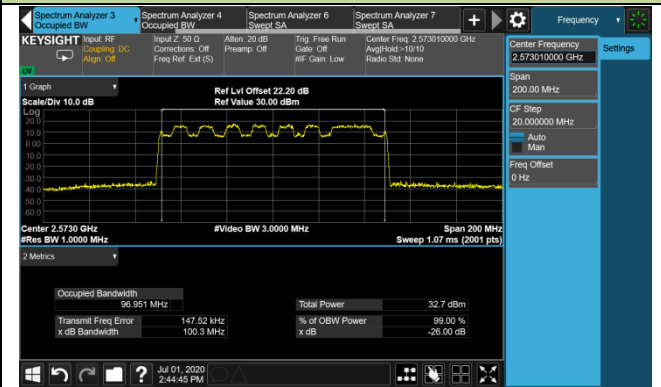 Spectrum Analyzer 3
Occupied BW
Spectrum Analyzer 4
Occupied BW
Spectrum Analyzer 6
Swept SA
Spectrum Analyzer 7
Swept SA
+
Frequency
KEYSIGHT
Input: RF
Coupling: DC
Align: Off
Input Z: 50 Ω
Corrections: Off
Freq Ref: Ext (S)
Atten: 20 dB
Preamp: Off
Trig: Free Run
Gate: Off
#IF Gain: Low
Center Freq: 2.573010000 GHz
Avg|Hold:>10/10
Radio Std: None
LV
Center Frequency
2.573010000 GHz
Settings
Span
200.00 MHz
CF Step
20.000000 MHz
Auto
Man
Freq Offset
0 Hz
1 Graph
Scale/Div 10.0 dB
Ref Lvl Offset 22.20 dB
Ref Value 30.00 dBm
Log
20.0
10.0
0.00
-10.0
-20.0
-30.0
-40.0
-50.0
-60.0
Center 2.5730 GHz
#Res BW 1.0000 MHz
#Video BW 3.0000 MHz
Span 200 MHz
Sweep 1.07 ms (2001 pts)
2 Metrics
Occupied Bandwidth
96.951 MHz
Total Power
32.7 dBm
Transmit Freq Error
147.52 kHz
% of OBW Power
99.00 %
x dB Bandwidth
100.3 MHz
x dB
-26.00 dB
?
Jul 01, 2020
2:44:45 PM